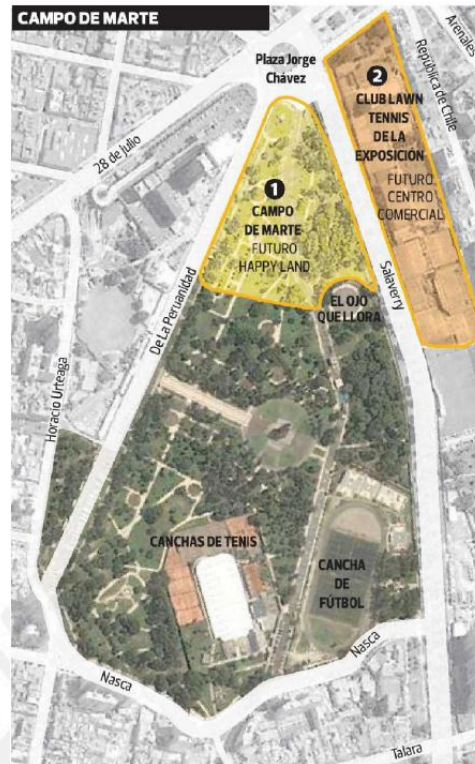 CAMPO DE MARTE
Plaza Jorge
Chávez
Arenales
República de Chile
2
CLUB LAWN
TENNIS
DE LA
EXPOSICIÓN
FUTURO
CENTRO
COMERCIAL
28 de julio
1
CAMPO
DE MARTE
FUTURO
HAPPY LAND
Salaverry
EL OJO
QUE LLORA
De La Peruanidad
Horacio Urteaga
CANCHAS DE TENIS
CANCHA
DE
FÚTBOL
Nasca
Nasca
Talara